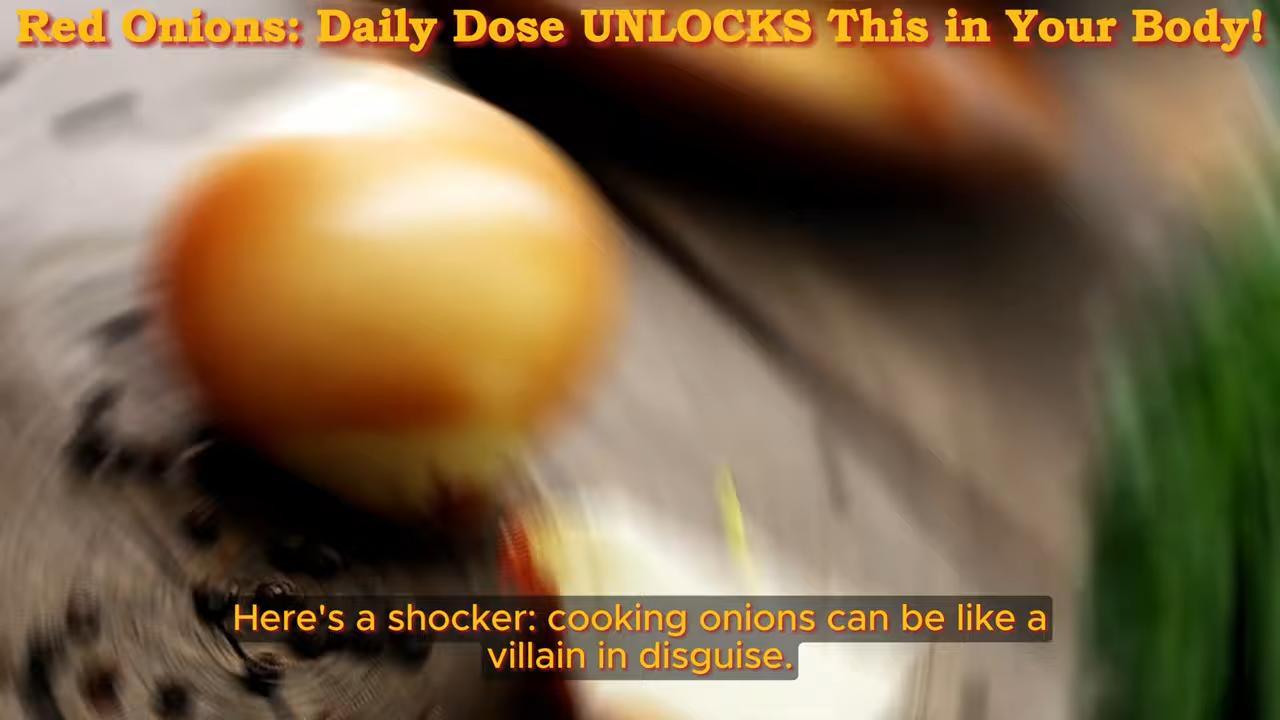 Red Onions: Daily Dose UNLOCKS This in Your Body!
Here's a shocker: cooking onions can be like a
villain in disguise.